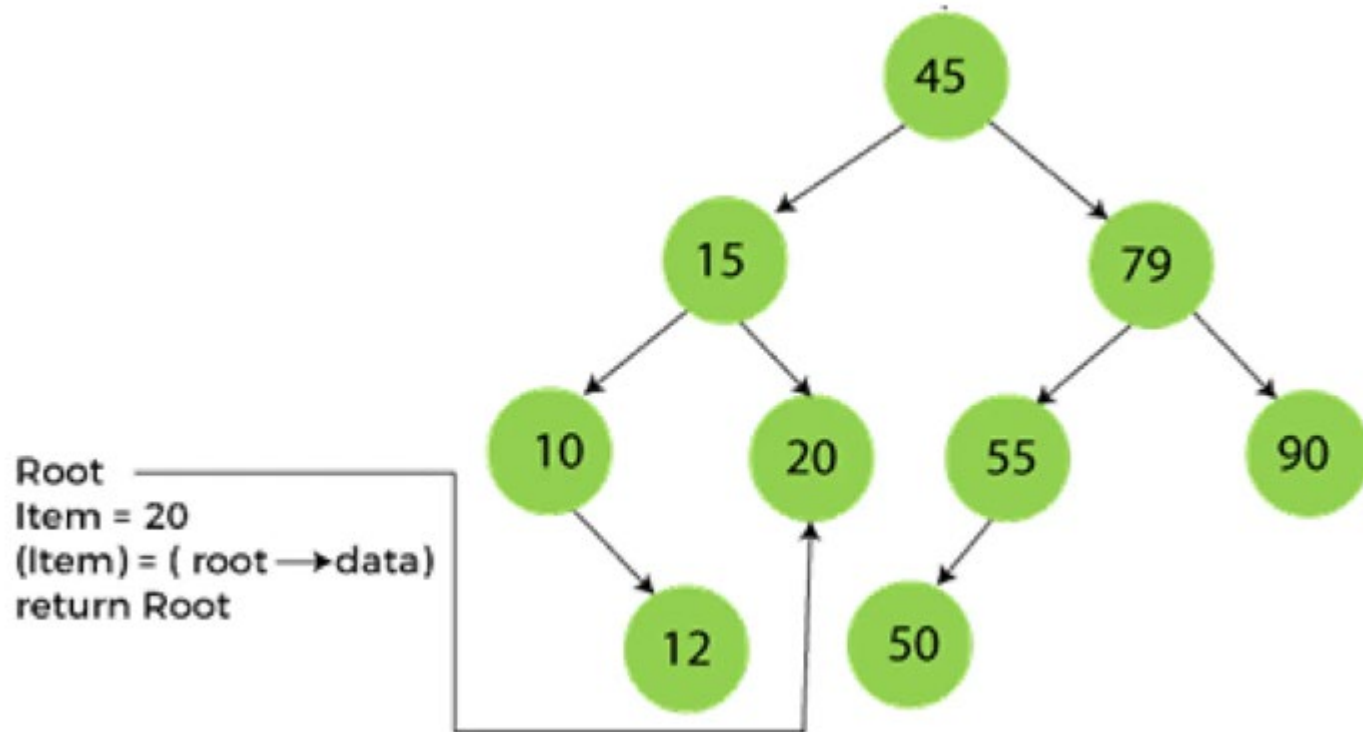 45
15
79
10
20
55
90
Root
Item = 20
(Item) = ( root → data)
return Root
12
50